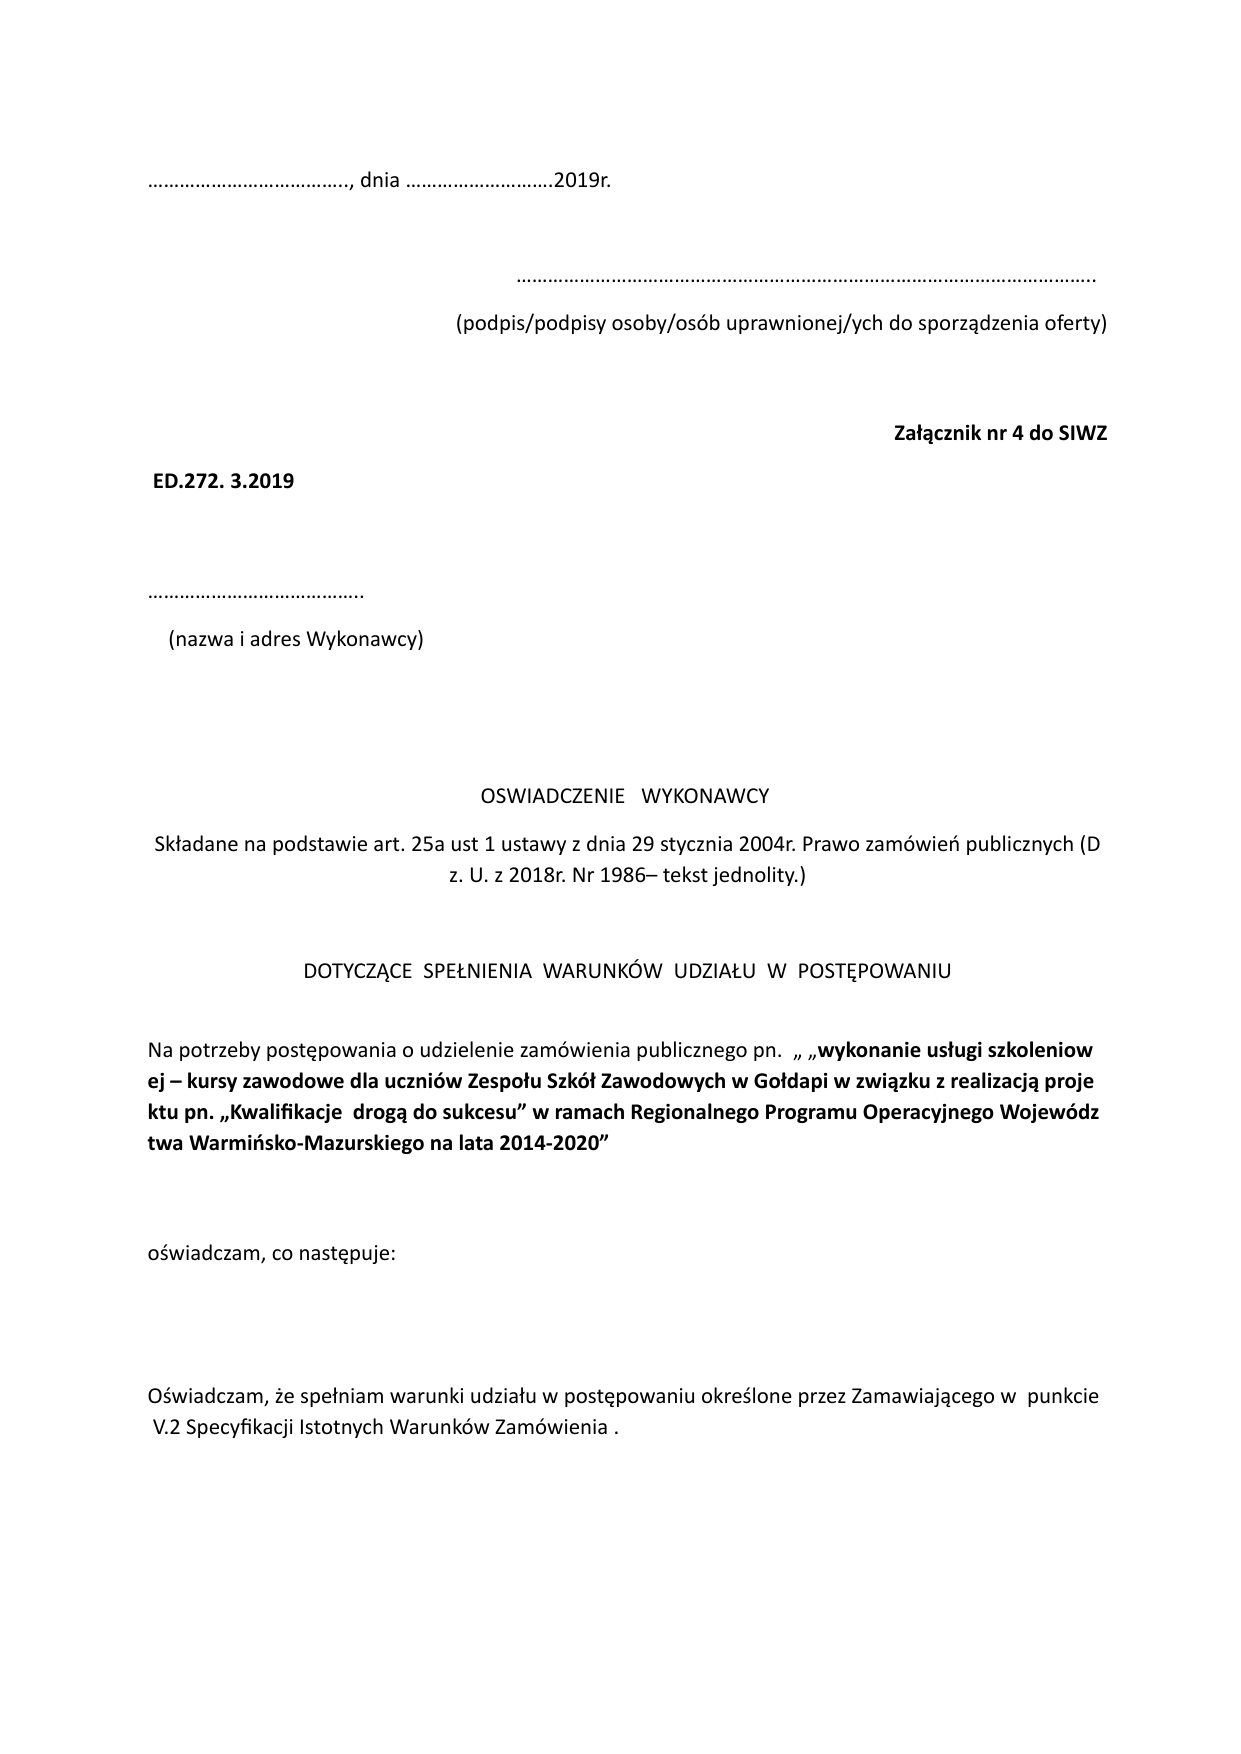 ……………………………….., dnia …………………….2019r.
………………………………………………………………………………………………..
(podpis/podpisy osoby/osób uprawnionej/ych do sporządzenia oferty)
Załącznik nr 4 do SIWZ
ED.272. 3.2019
…………………………………..
(nazwa i adres Wykonawcy)
OSWIADCZENIE WYKONAWCY
Składane na podstawie art. 25a ust 1 ustawy z dnia 29 stycznia 2004r. Prawo zamówień publicznych (D
z. U. z 2018r. Nr 1986– tekst jednolity.)
DOTYCZĄCE SPEŁNIENIA WARUNKÓW UDZIAŁU W POSTĘPOWANIU
Na potrzeby postępowania o udzielenie zamówienia publicznego pn. „ „wykonanie usługi szkoleniow
ej – kursy zawodowe dla uczniów Zespołu Szkół Zawodowych w Gołdapi w związku z realizacją proje
ktu pn. „Kwalifikacje drogą do sukcesu” w ramach Regionalnego Programu Operacyjnego Wojewódz
twa Warmińsko-Mazurskiego na lata 2014-2020”
oświadczam, co następuje:
Oświadczam, że spełniam warunki udziału w postępowaniu określone przez Zamawiającego w punkcie
V.2 Specyfikacji Istotnych Warunków Zamówienia .